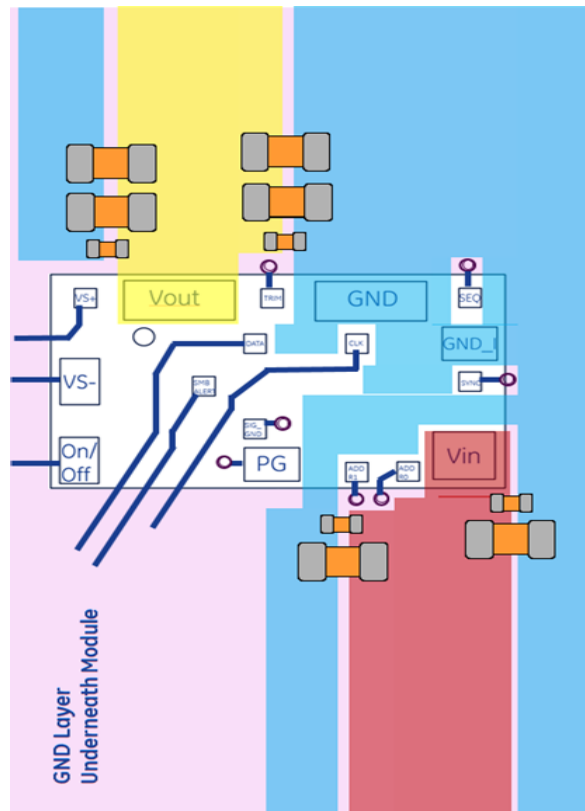 VS+
Vout
TRIM
GND
SEQ
DATA
CLK
GND_I
VS-
SMB
ALERT
SYNC
SIG_
GND
On/
Off
PG
ADD
R1
ADD
R0
Vin
GND Layer
Underneath Module